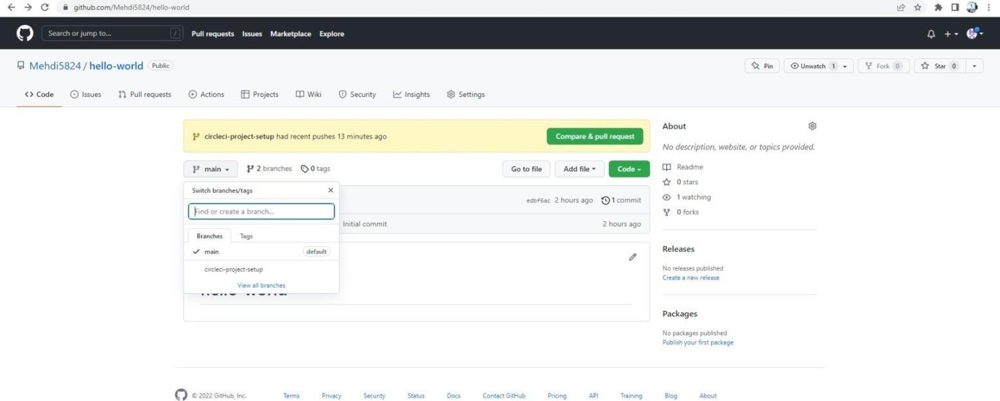 github.com/Mehdi5824/hello-world
Search or jump to... / Pull requests Issues Marketplace Explore
Mehdi5824 / hello-world Public Pin Unwatch 1 Fork 0 Star 0
Code Issues Pull requests Actions Projects Wiki Security Insights Settings
circleci-project-setup had recent pushes 13 minutes ago Compare & pull request
main 2 branches 0 tags Go to file Add file Code
Switch branches/tags
Find or create a branch...
Branches Tags
main default
circleci-project-setup
View all branches
edbf6ac 2 hours ago 1 commit
Initial commit 2 hours ago
hello-world
About
No description, website, or topics provided.
Readme
0 stars
1 watching
0 forks
Releases
No releases published
Create a new release
Packages
No packages published
Publish your first package
© 2022 GitHub, Inc. Terms Privacy Security Status Docs Contact GitHub Pricing API Training Blog About